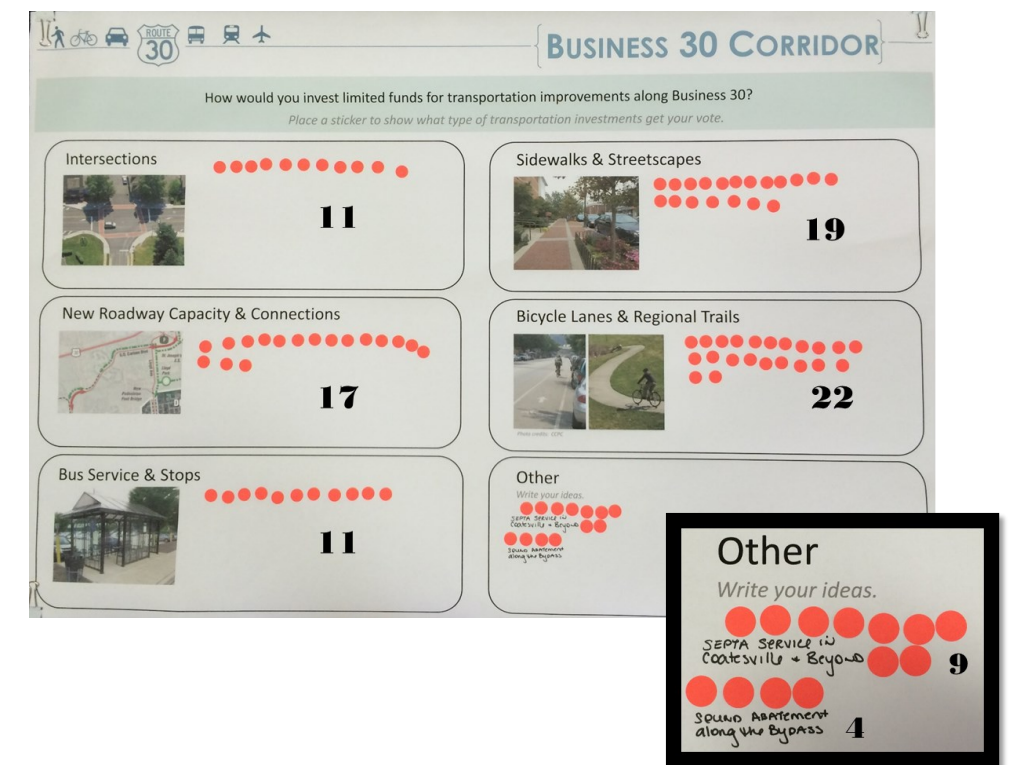 ROUTE
30
BUSINESS 30 CORRIDOR
How would you invest limited funds for transportation improvements along Business 30?
Place a sticker to show what type of transportation investments get your vote.
Intersections
11
Sidewalks & Streetscapes
19
New Roadway Capacity & Connections
17
Bicycle Lanes & Regional Trails
22
Photo credits: CCPC
Bus Service & Stops
11
Other
Write your ideas.
SEPTA SERVICE in
Coatesville + Beyond
Sound Abatement
along the Bypass
Other
Write your ideas.
SEPTA SERVICE in
Coatesville + Beyond
9
Sound Abatement
along the Bypass
4